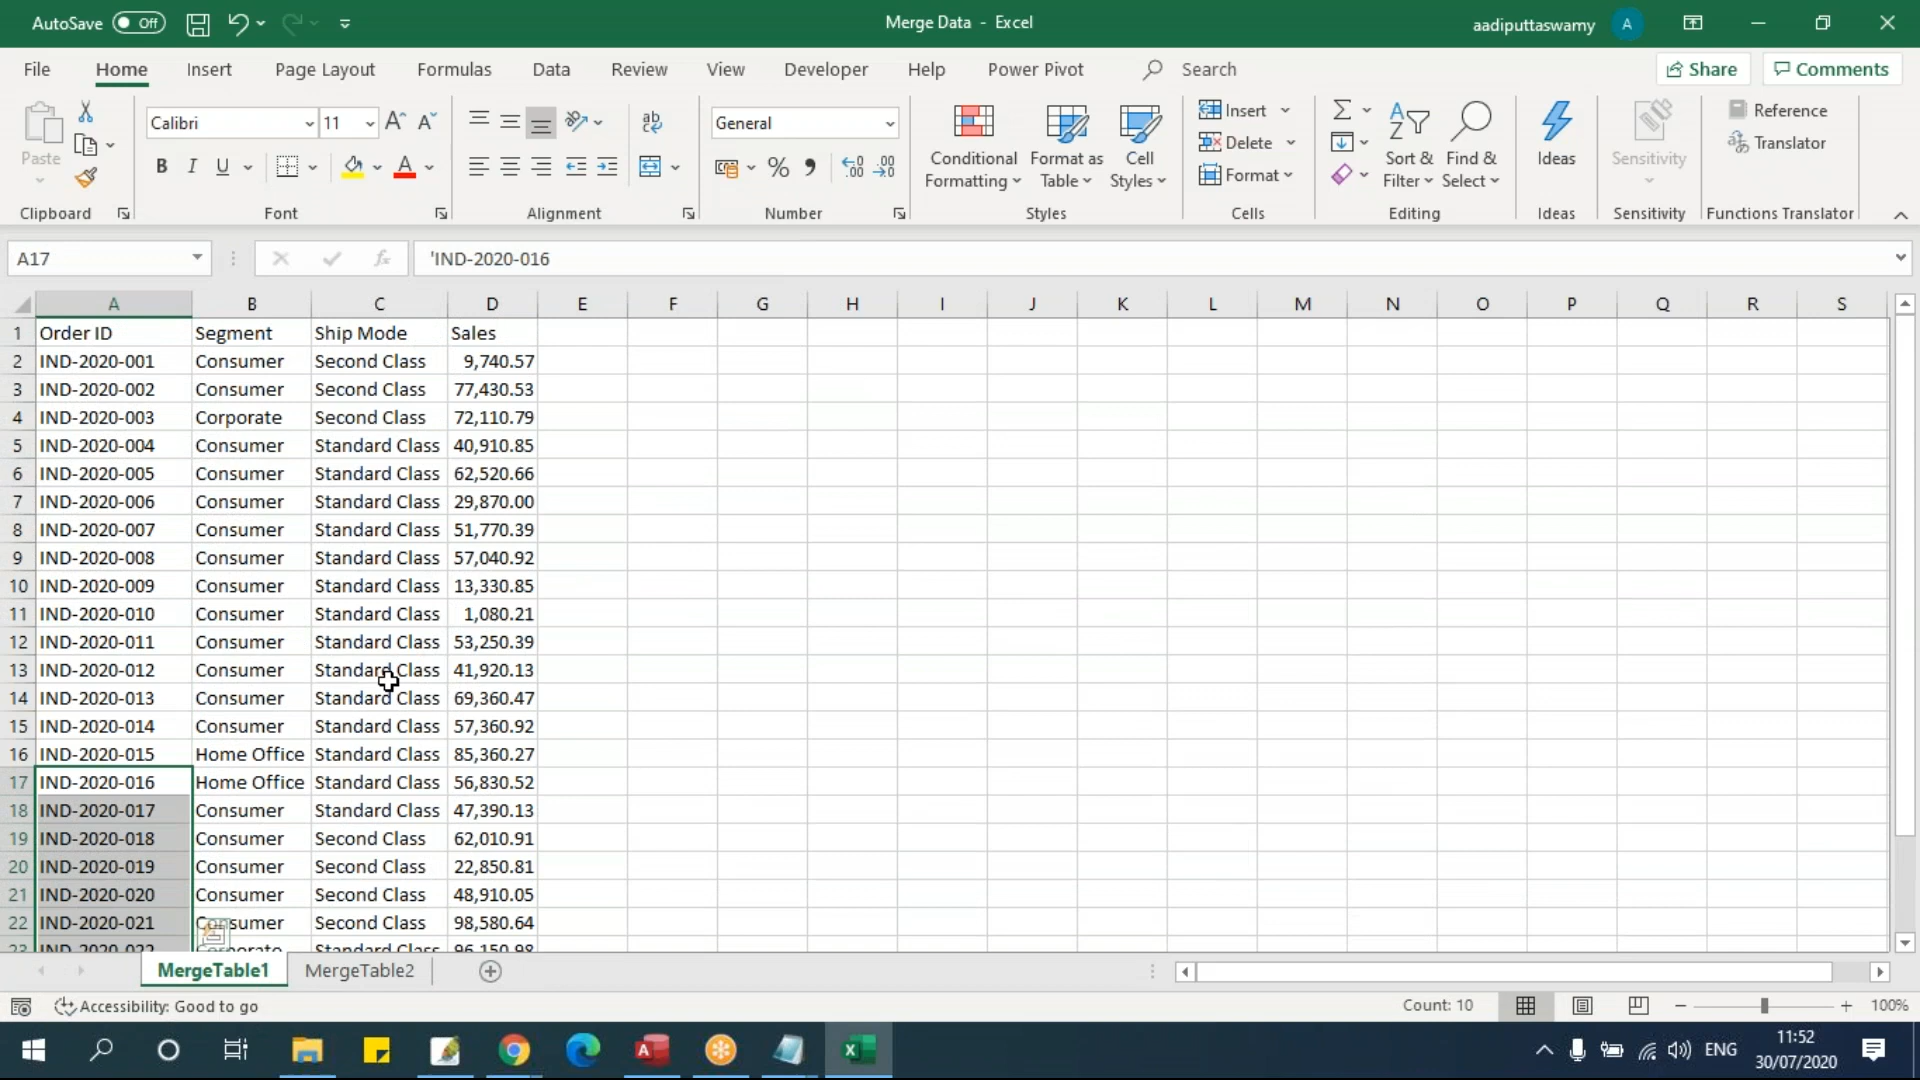 AutoSave Off Merge Data - Excel aadiputtaswamy A
File Home Insert Page Layout Formulas Data Review View Developer Help Power Pivot Search Share Comments
Paste
Clipboard
Calibri 11
B I U
Font
ab
Alignment
General
%
Number
Conditional Formatting
Format as Table
Cell Styles
Styles
Insert
Delete
Format
Cells
Sort & Filter
Find & Select
Editing
Ideas
Ideas
Sensitivity
Sensitivity
Reference
Translator
Functions Translator
A17 fx 'IND-2020-016
A B C D E F G H I J K L M N O P Q R S
1 Order ID Segment Ship Mode Sales
2 IND-2020-001 Consumer Second Class 9,740.57
3 IND-2020-002 Consumer Second Class 77,430.53
4 IND-2020-003 Corporate Second Class 72,110.79
5 IND-2020-004 Consumer Standard Class 40,910.85
6 IND-2020-005 Consumer Standard Class 62,520.66
7 IND-2020-006 Consumer Standard Class 29,870.00
8 IND-2020-007 Consumer Standard Class 51,770.39
9 IND-2020-008 Consumer Standard Class 57,040.92
10 IND-2020-009 Consumer Standard Class 13,330.85
11 IND-2020-010 Consumer Standard Class 1,080.21
12 IND-2020-011 Consumer Standard Class 53,250.39
13 IND-2020-012 Consumer Standard Class 41,920.13
14 IND-2020-013 Consumer Standard Class 69,360.47
15 IND-2020-014 Consumer Standard Class 57,360.92
16 IND-2020-015 Home Office Standard Class 85,360.27
17 IND-2020-016 Home Office Standard Class 56,830.52
18 IND-2020-017 Consumer Standard Class 47,390.13
19 IND-2020-018 Consumer Second Class 62,010.91
20 IND-2020-019 Consumer Second Class 22,850.81
21 IND-2020-020 Consumer Second Class 48,910.05
22 IND-2020-021 Consumer Second Class 98,580.64
23 IND-2020-022 Corporate Standard Class 96,150.98
MergeTable1 MergeTable2
Accessibility: Good to go Count: 10 100%
ENG 11:52
30/07/2020